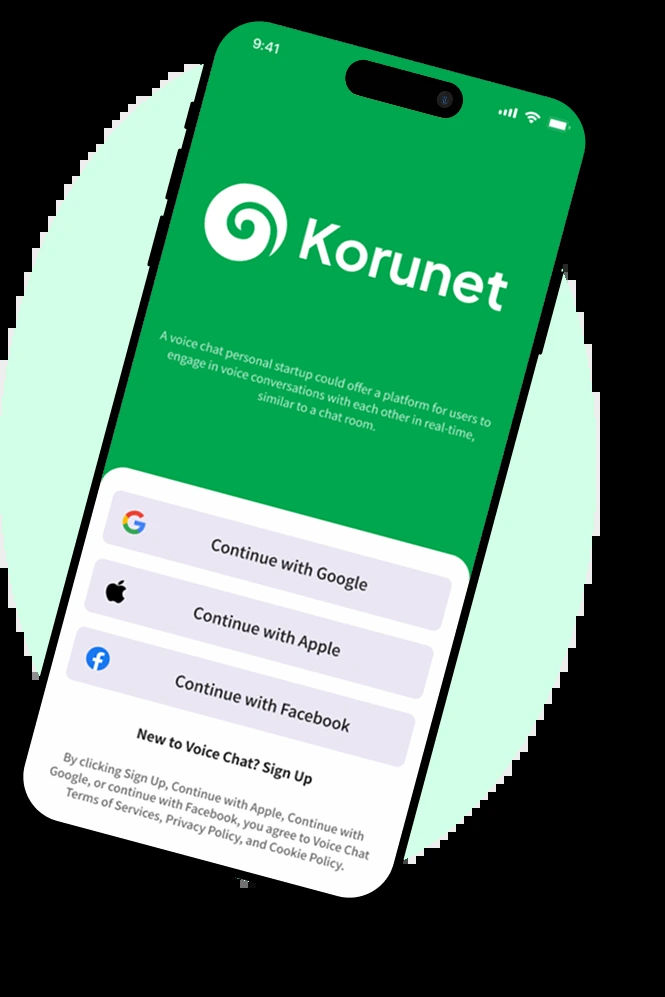 9:41
Korunet
A voice chat personal startup could offer a platform for users to
engage in voice conversations with each other in real-time,
similar to a chat room.
Continue with Google
Continue with Apple
Continue with Facebook
New to Voice Chat? Sign Up
By clicking Sign Up, Continue with Apple, Continue with
Google, or continue with Facebook, you agree to Voice Chat
Terms of Services, Privacy Policy, and Cookie Policy.